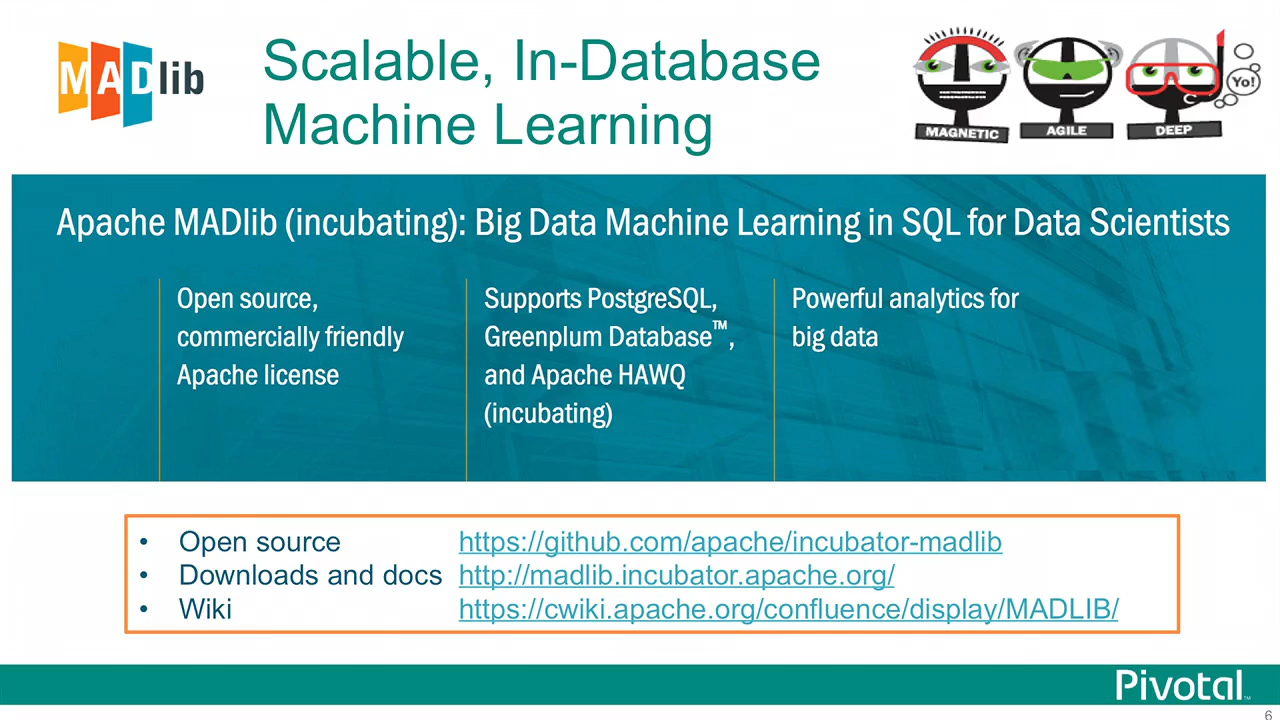 MADlib
Scalable, In-Database
Machine Learning
MAGNETIC
AGILE
DEEP
Yo!
Apache MADlib (incubating): Big Data Machine Learning in SQL for Data Scientists
Open source,
commercially friendly
Apache license
Supports PostgreSQL,
Greenplum Database™,
and Apache HAWQ
(incubating)
Powerful analytics for
big data
• Open source https://github.com/apache/incubator-madlib
• Downloads and docs http://madlib.incubator.apache.org/
• Wiki https://cwiki.apache.org/confluence/display/MADLIB/
Pivotal™
6